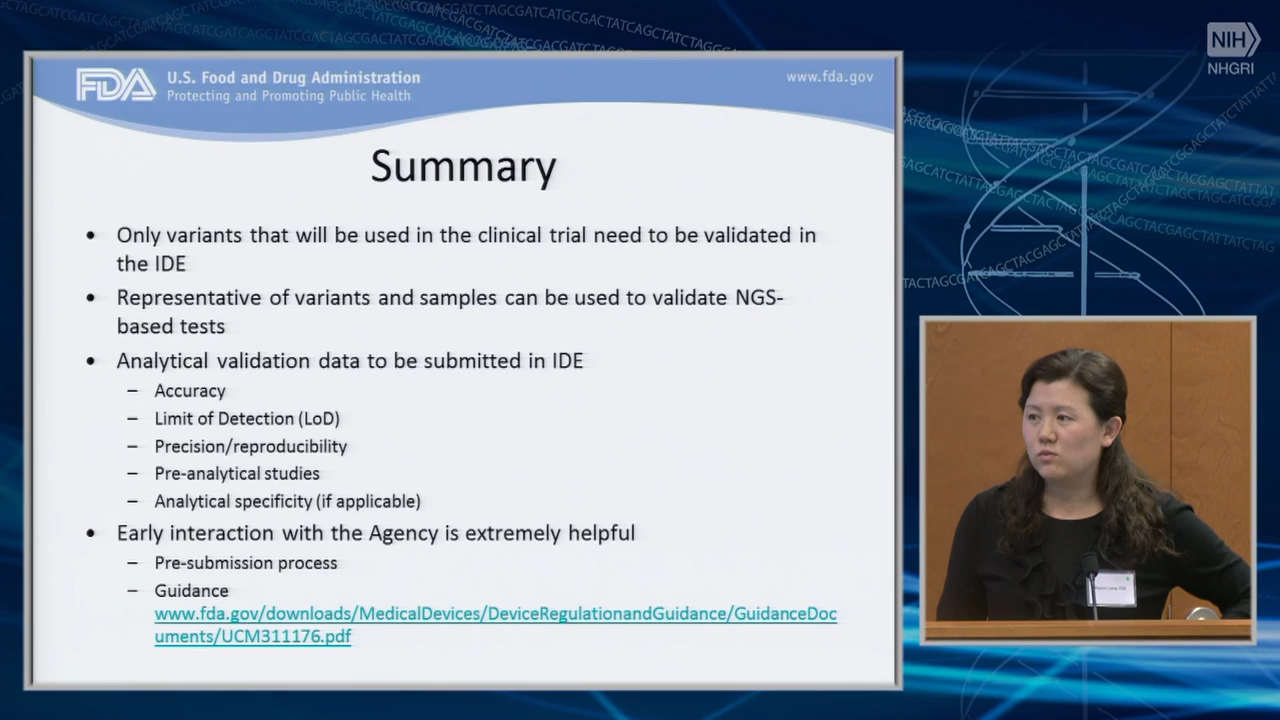 FDA U.S. Food and Drug Administration
Protecting and Promoting Public Health
www.fda.gov
NIH
NHGRI
Summary
• Only variants that will be used in the clinical trial need to be validated in
the IDE
• Representative of variants and samples can be used to validate NGS-
based tests
• Analytical validation data to be submitted in IDE
– Accuracy
– Limit of Detection (LoD)
– Precision/reproducibility
– Pre-analytical studies
– Analytical specificity (if applicable)
• Early interaction with the Agency is extremely helpful
– Pre-submission process
– Guidance
www.fda.gov/downloads/MedicalDevices/DeviceRegulationandGuidance/GuidanceDoc
uments/UCM311176.pdf